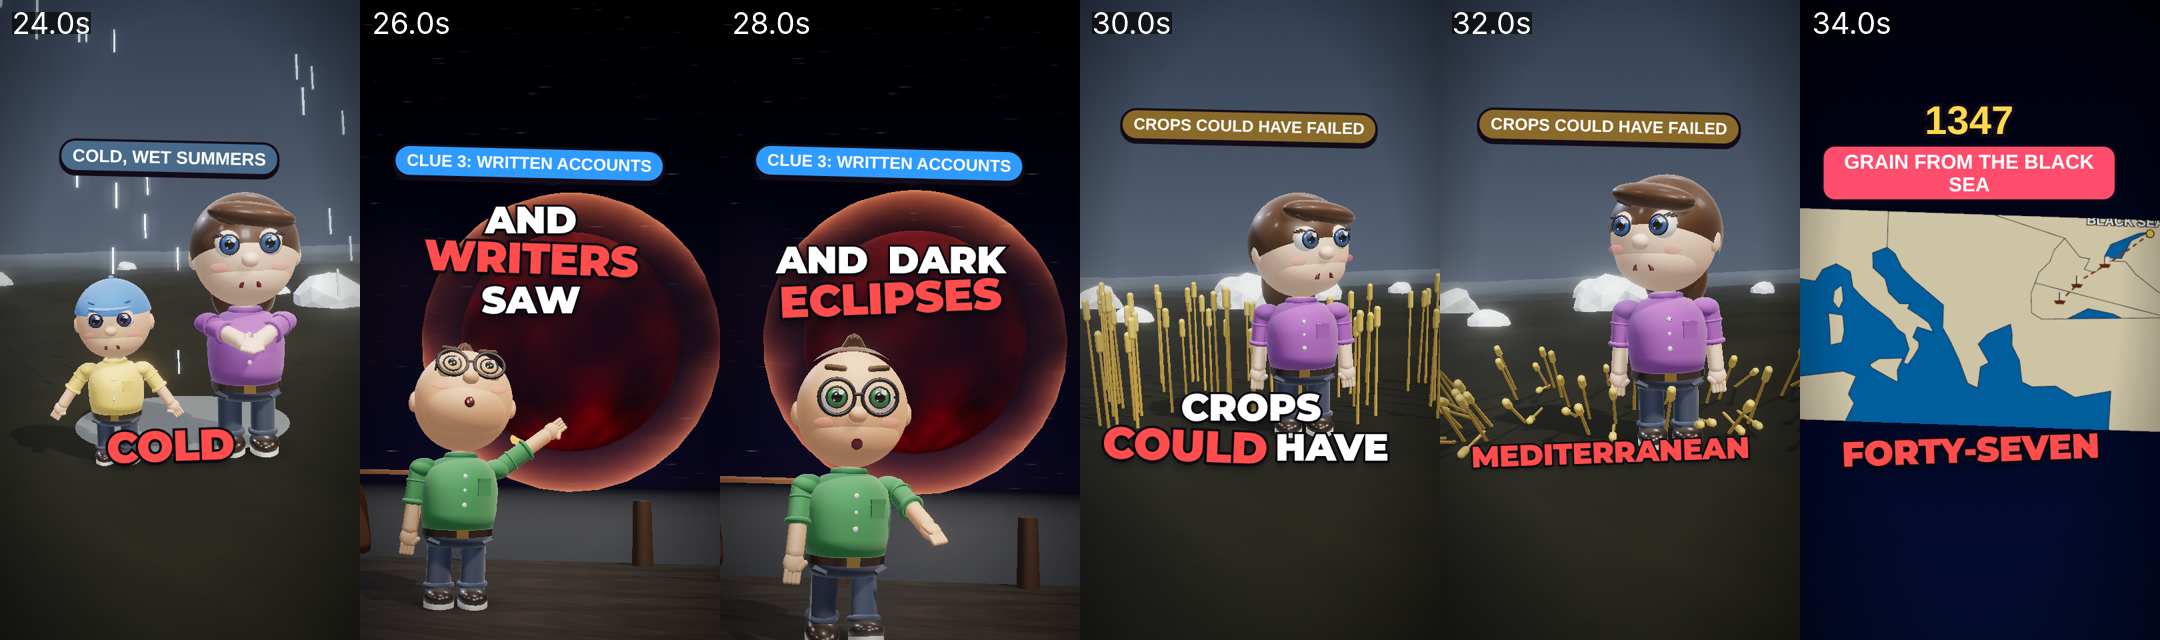 24.0s
COLD, WET SUMMERS
COLD
26.0s
CLUE 3: WRITTEN ACCOUNTS
AND
WRITERS
SAW
28.0s
CLUE 3: WRITTEN ACCOUNTS
AND DARK
ECLIPSES
30.0s
CROPS COULD HAVE FAILED
CROPS
COULD HAVE
32.0s
CROPS COULD HAVE FAILED
MEDITERRANEAN
34.0s
1347
GRAIN FROM THE BLACK
SEA
FORTY-SEVEN